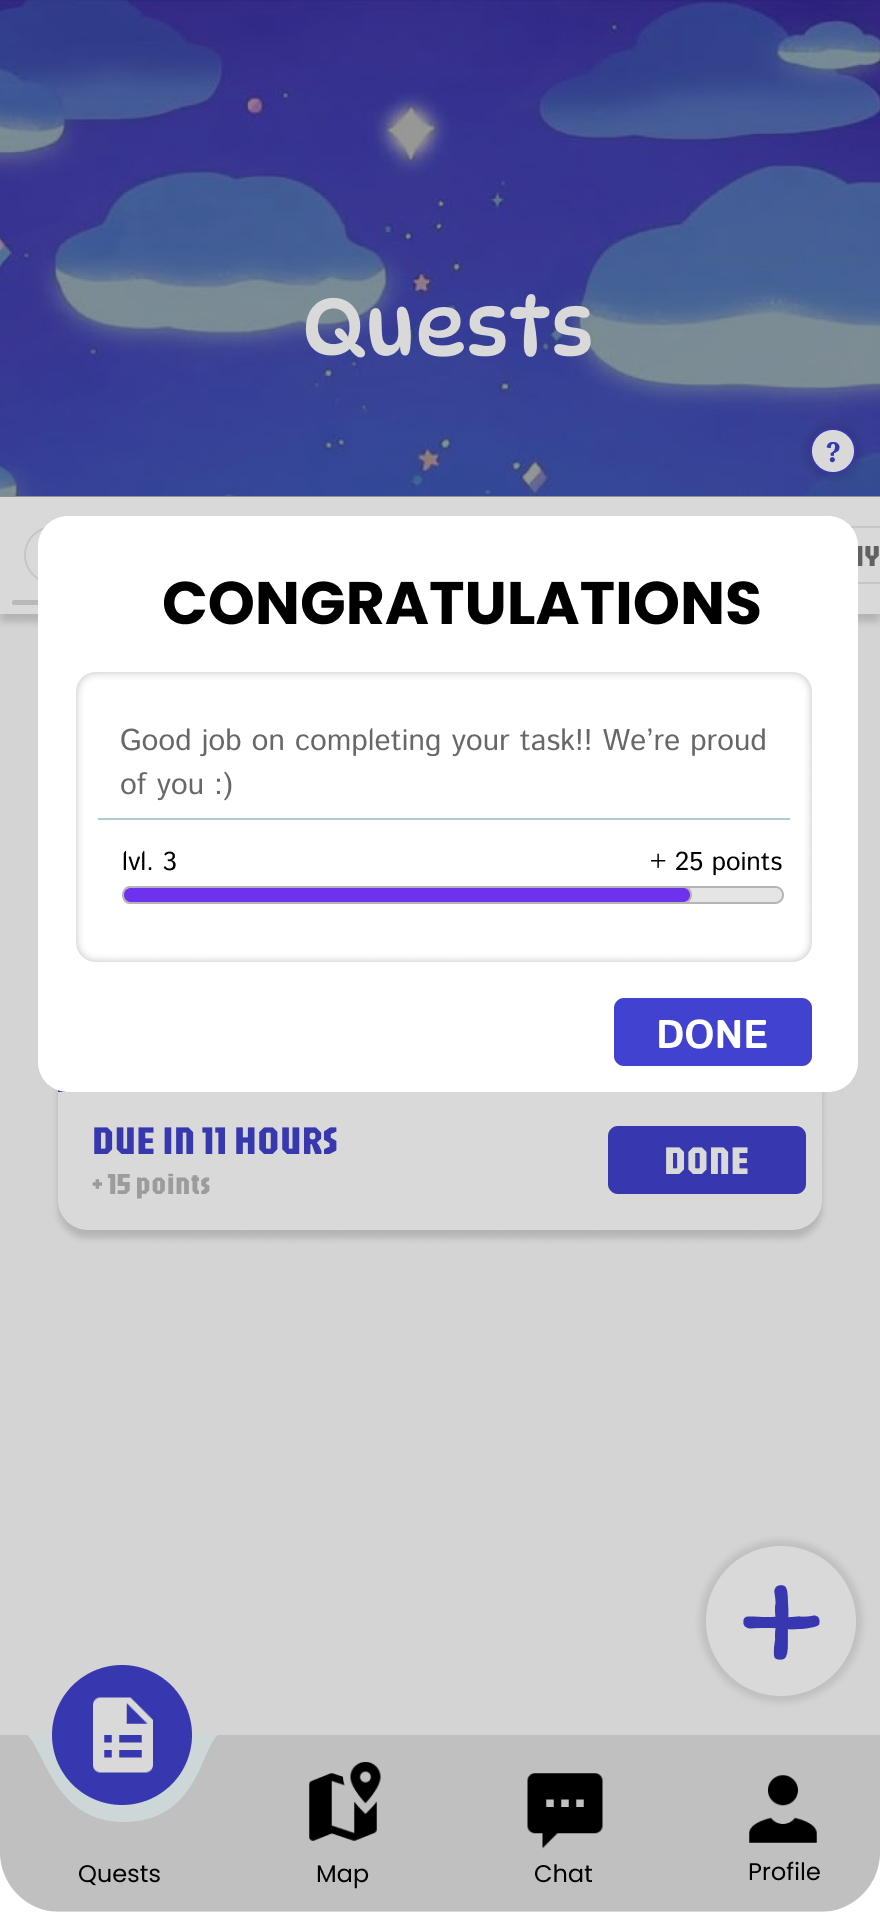 Quests
?
CONGRATULATIONS
Good job on completing your task!! We’re proud
of you :)
lvl. 3
+ 25 points
DONE
DUE IN 11 HOURS
+ 15 points
DONE
Quests
Map
Chat
Profile